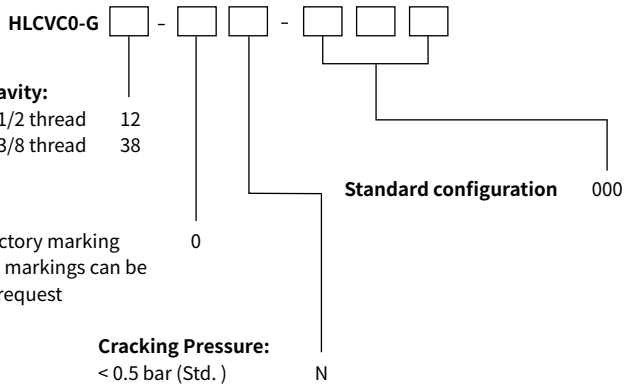 HLCVC0-G - -
avity:
1/2 thread 12
3/8 thread 38
Standard configuration 000
ctory marking 0
markings can be
request
Cracking Pressure:
< 0.5 bar (Std. ) N